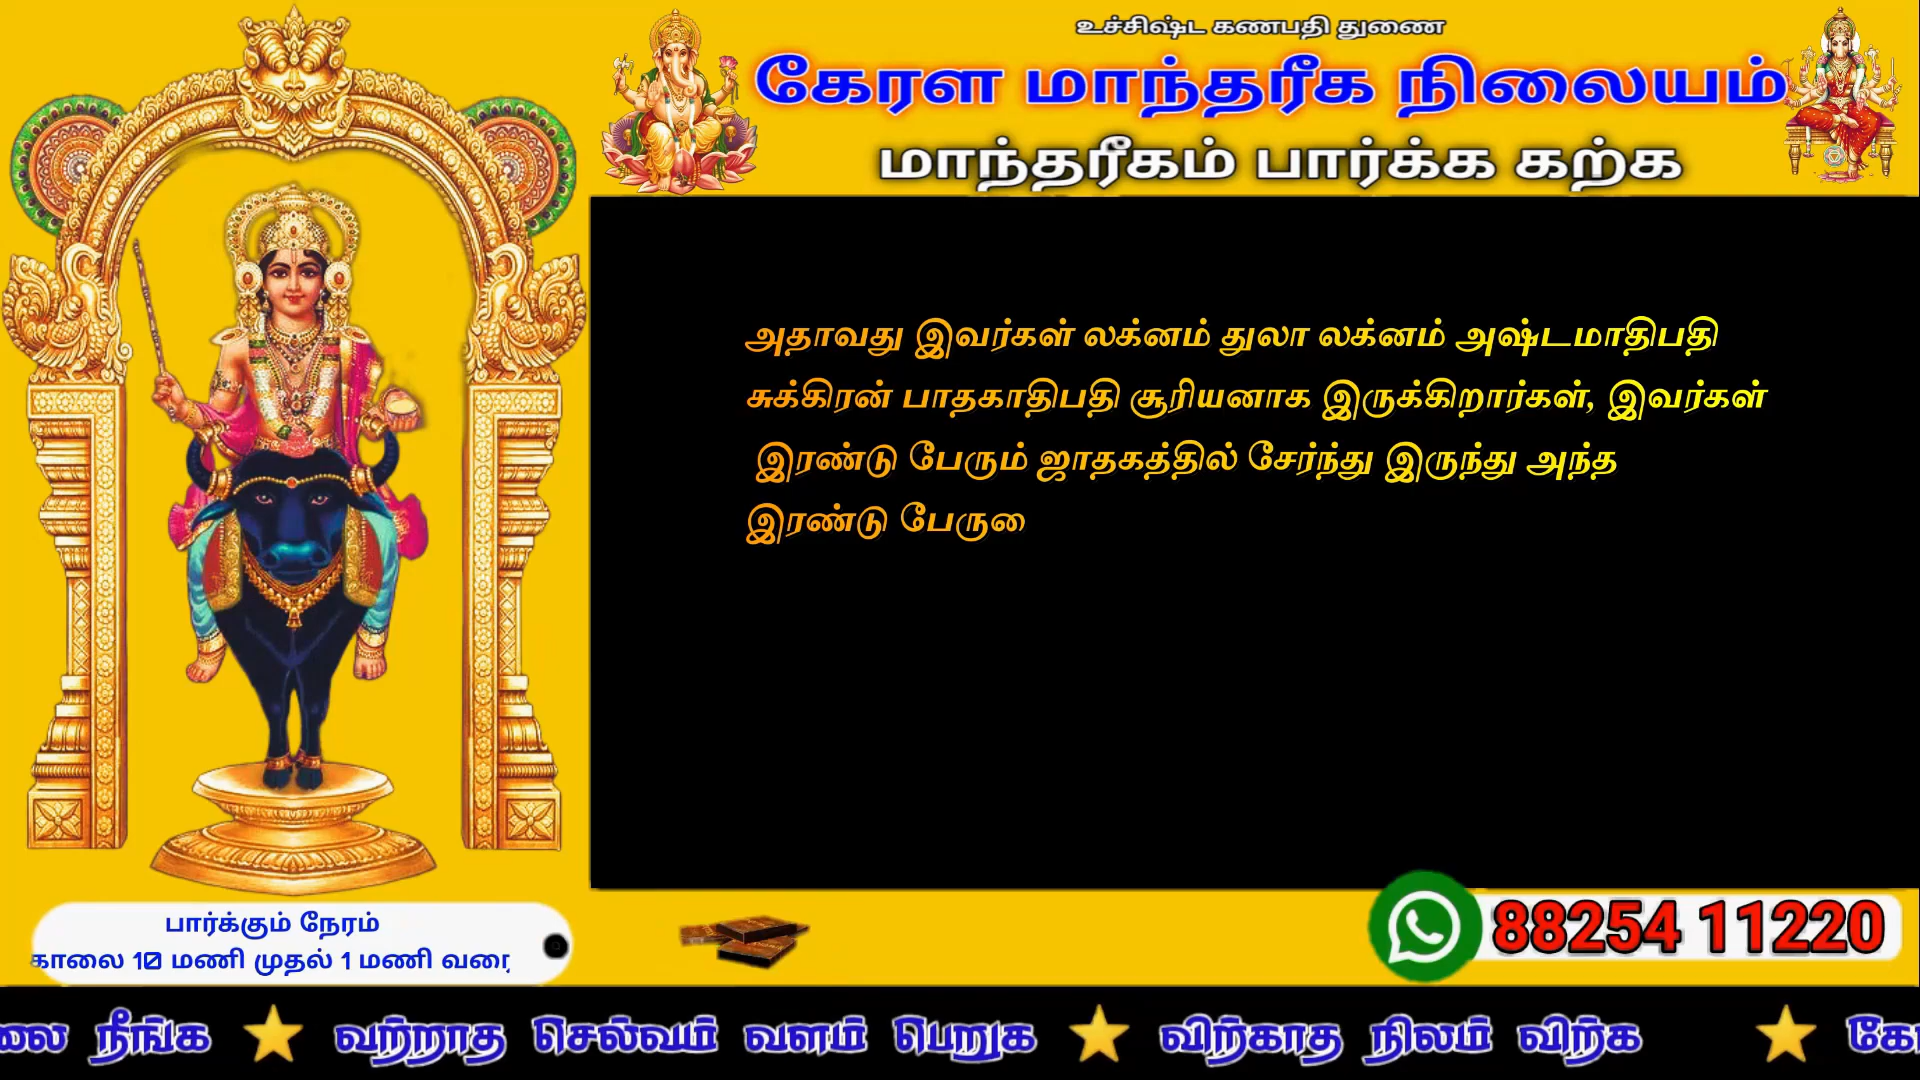 உச்சிஷ்ட கணபதி துணை
கேரள மாந்தரீக நிலையம்
மாந்தரீகம் பார்க்க கற்க
அதாவது இவர்கள் லக்னம் துலா லக்னம் அஷ்டமாதிபதி
சுக்கிரன் பாதகாதிபதி சூரியனாக இருக்கிறார்கள், இவர்கள்
இரண்டு பேரும் ஜாதகத்தில் சேர்ந்து இருந்து அந்த
இரண்டு பேருடை
பார்க்கும் நேரம்
காலை 10 மணி முதல் 1 மணி வரை
88254 11220
லை நீங்க ⭐ வற்றாத செல்வம் வளம் பெறுக ⭐ விற்காத நிலம் விற்க ⭐ கே